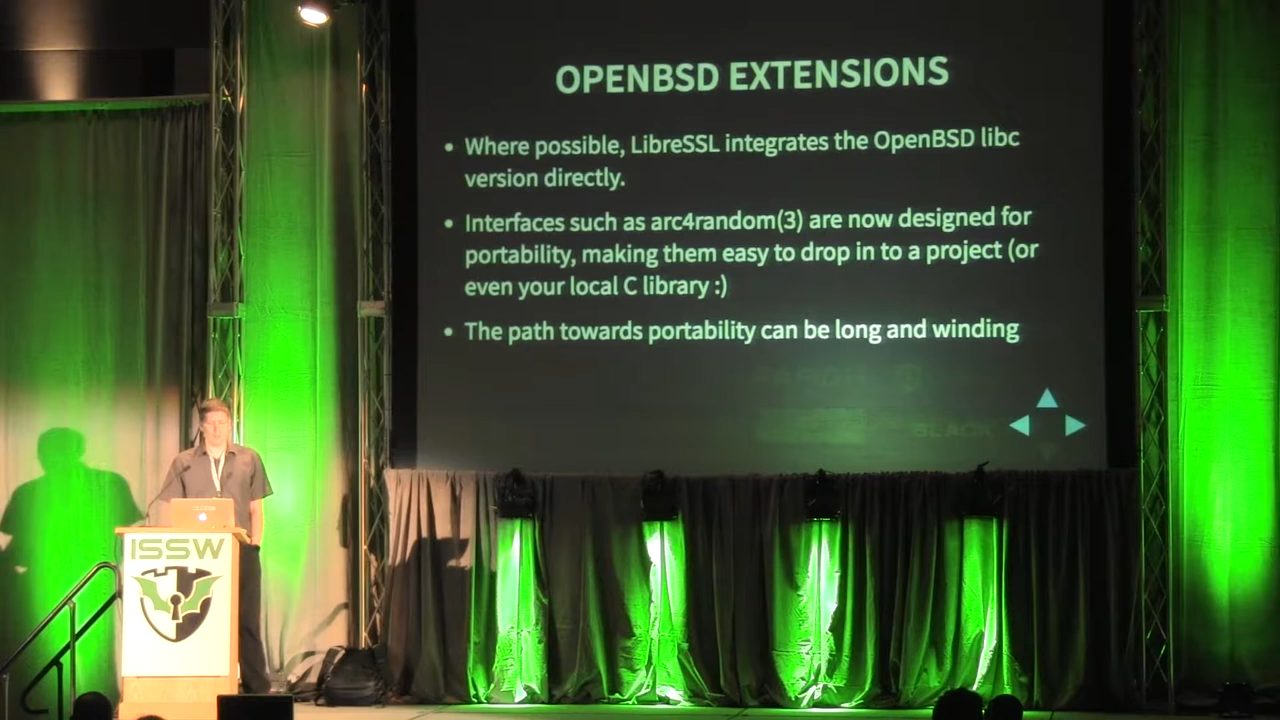 OPENBSD EXTENSIONS
• Where possible, LibreSSL integrates the OpenBSD libc
version directly.
• Interfaces such as arc4random(3) are now designed for
portability, making them easy to drop in to a project (or
even your local C library :)
• The path towards portability can be long and winding
ISSW